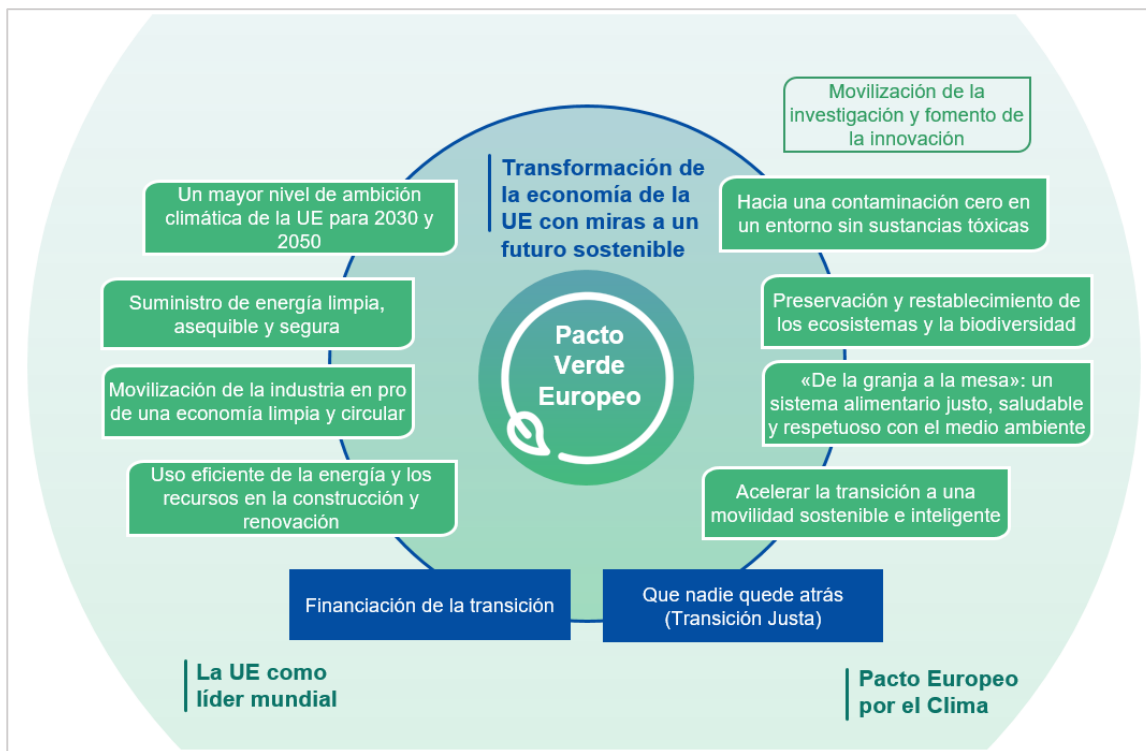 Movilización de la
investigación y fomento de
la innovación
Transformación de
la economía de la
UE con miras a un
futuro sostenible
Un mayor nivel de ambición
climática de la UE para 2030 y
2050
Hacia una contaminación cero en
un entorno sin sustancias tóxicas
Suministro de energía limpia,
asequible y segura
Preservación y restablecimiento de
los ecosistemas y la biodiversidad
Pacto
Verde
Europeo
Movilización de la industria en pro
de una economía limpia y circular
«De la granja a la mesa»: un
sistema alimentario justo, saludable
y respetuoso con el medio ambiente
Uso eficiente de la energía y los
recursos en la construcción y
renovación
Acelerar la transición a una
movilidad sostenible e inteligente
Financiación de la transición
Que nadie quede atrás
(Transición Justa)
La UE como
líder mundial
Pacto Europeo
por el Clima